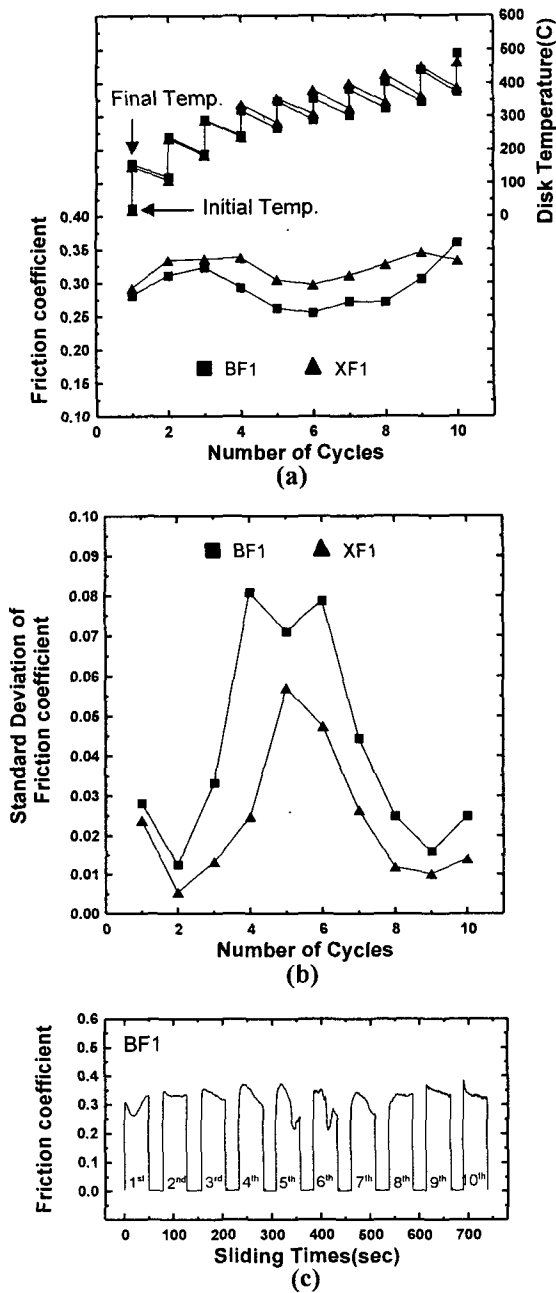 600
500
400
300
200
100
0
Disk Temperature(C)
Final Temp.
Initial Temp.
0.40
0.35
0.30
0.25
0.20
0.15
0.10
Friction coefficient
BF1 XF1
0 2 4 6 8 10
Number of Cycles
(a)
0.10
0.09
0.08
0.07
0.06
0.05
0.04
0.03
0.02
0.01
0.00
Standard Deviation of
Friction coefficient
BF1 XF1
0 2 4 6 8 10
Number of Cycles
(b)
0.6
0.5
0.4
0.3
0.2
0.1
0.0
Friction coefficient
BF1
1st 2nd 3rd 4th 5th 6th 7th 8th 9th 10th
0 100 200 300 400 500 600 700
Sliding Times(sec)
(c)